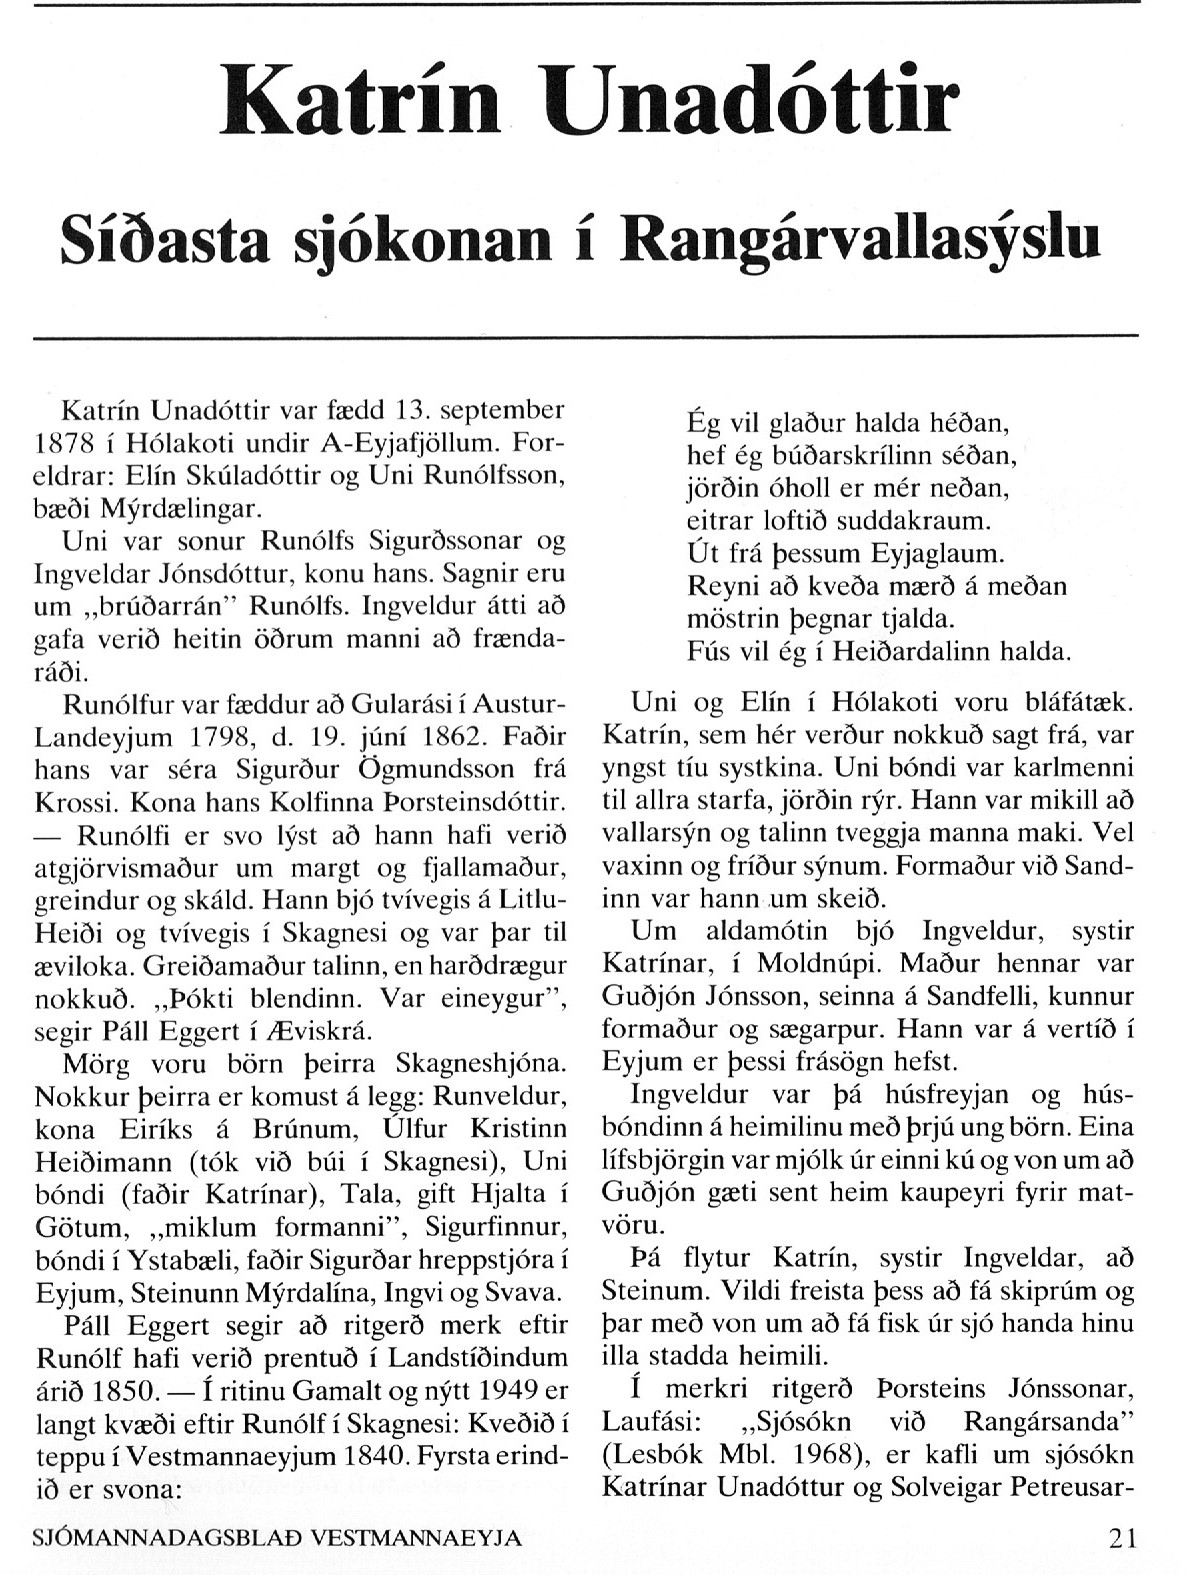 Katrín Unadóttir
Síðasta sjókonan í Rangárvallasýslu
Katrín Unadóttir var fædd 13. september
1878 í Hólakoti undir A-Eyjafjöllum. For-
eldrar: Elín Skúladóttir og Uni Runólfsson,
bæði Mýrdælingar.
Uni var sonur Runólfs Sigurðssonar og
Ingveldar Jónsdóttur, konu hans. Sagnir eru
um „brúðarrán” Runólfs. Ingveldur átti að
gafa verið heitin öðrum manni að frænda-
ráði.
Runólfur var fæddur að Gularási í Austur-
Landeyjum 1798, d. 19. júní 1862. Faðir
hans var séra Sigurður Ögmundsson frá
Krossi. Kona hans Kolfinna Þorsteinsdóttir.
— Runólfi er svo lýst að hann hafi verið
atgjörvismaður um margt og fjallamaður,
greindur og skáld. Hann bjó tvívegis á Litlu-
Heiði og tvívegis í Skagnesi og var þar til
æviloka. Greiðamaður talinn, en harðdrægur
nokkuð. „Þókti blendinn. Var eineygur”,
segir Páll Eggert í Æviskrá.
Mörg voru börn þeirra Skagneshjóna.
Nokkur þeirra er komust á legg: Runveldur,
kona Eiríks á Brúnum, Úlfur Kristinn
Heiðimann (tók við búi í Skagnesi), Uni
bóndi (faðir Katrínar), Tala, gift Hjalta í
Götum, „miklum formanni”, Sigurfinnur,
bóndi í Ystabæli, faðir Sigurðar hreppstjóra í
Eyjum, Steinunn Mýrdalína, Ingvi og Svava.
Páll Eggert segir að ritgerð merk eftir
Runólf hafi verið prentuð í Landstíðindum
árið 1850. — Í ritinu Gamalt og nýtt 1949 er
langt kvæði eftir Runólf í Skagnesi: Kveðið í
teppu í Vestmannaeyjum 1840. Fyrsta erind-
ið er svona:
Ég vil glaður halda héðan,
hef ég búðarskrílinn séðan,
jörðin óholl er mér neðan,
eitrar loftið suddakraum.
Út frá þessum Eyjaglaum.
Reyni að kveða mærð á meðan
möstrin þegnar tjalda.
Fús vil ég í Heiðardalinn halda.
Uni og Elín í Hólakoti voru bláfátæk.
Katrín, sem hér verður nokkuð sagt frá, var
yngst tíu systkina. Uni bóndi var karlmenni
til allra starfa, jörðin rýr. Hann var mikill að
vallarsýn og talinn tveggja manna maki. Vel
vaxinn og fríður sýnum. Formaður við Sand-
inn var hann um skeið.
Um aldamótin bjó Ingveldur, systir
Katrínar, í Moldnúpi. Maður hennar var
Guðjón Jónsson, seinna á Sandfelli, kunnur
formaður og sægarpur. Hann var á vertíð í
Eyjum er þessi frásögn hefst.
Ingveldur var þá húsfreyjan og hús-
bóndinn á heimilinu með þrjú ung börn. Eina
lífsbjörgin var mjólk úr einni kú og von um að
Guðjón gæti sent heim kaupeyri fyrir mat-
vöru.
Þá flytur Katrín, systir Ingveldar, að
Steinum. Vildi freista þess að fá skiprúm og
þar með von um að fá fisk úr sjó handa hinu
illa stadda heimili.
Í merkri ritgerð Þorsteins Jónssonar,
Laufási: „Sjósókn við Rangársanda”
(Lesbók Mbl. 1968), er kafli um sjósókn
Katrínar Unadóttur og Solveigar Petreusar-
SJÓMANNADAGSBLAÐ VESTMANNAEYJA
21